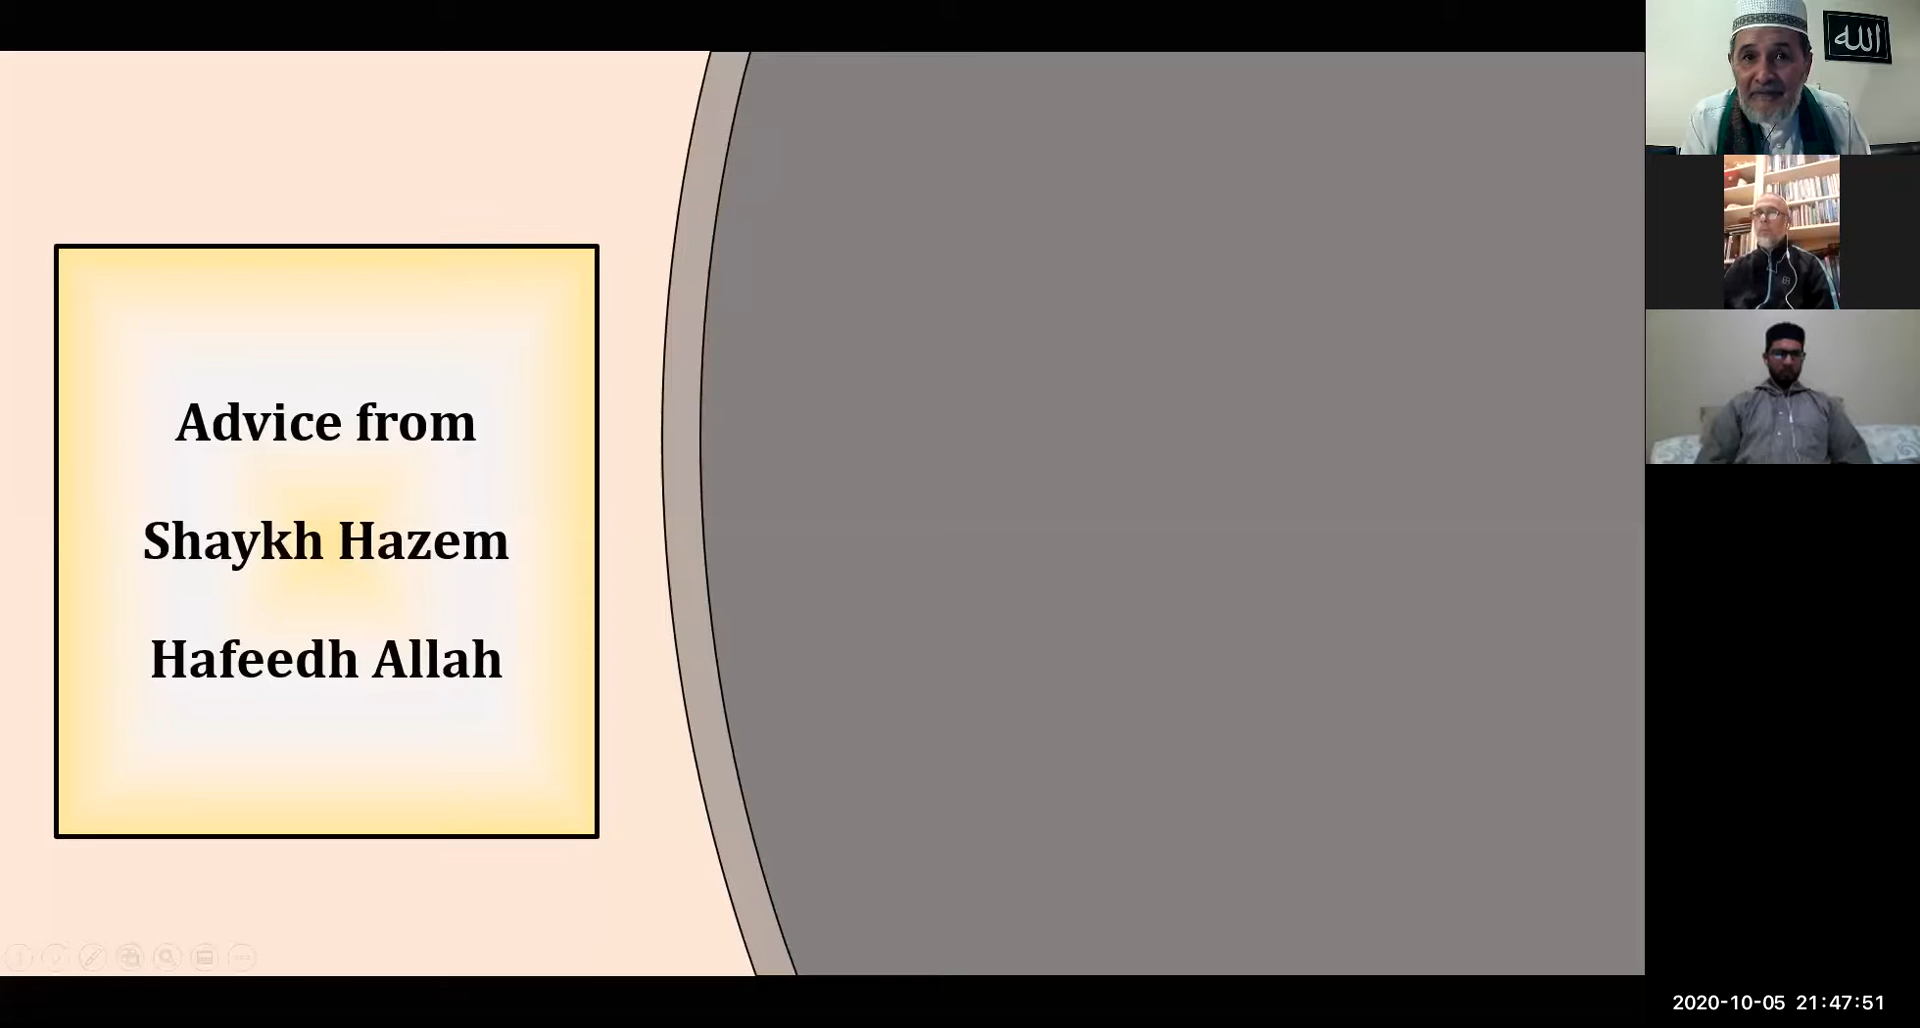 Advice from
Shaykh Hazem
Hafeedh Allah
الله
2020-10-05 21:47:51